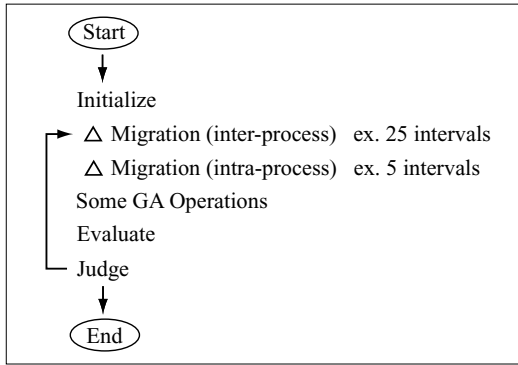 Start
Initialize
△ Migration (inter-process) ex. 25 intervals
△ Migration (intra-process) ex. 5 intervals
Some GA Operations
Evaluate
Judge
End